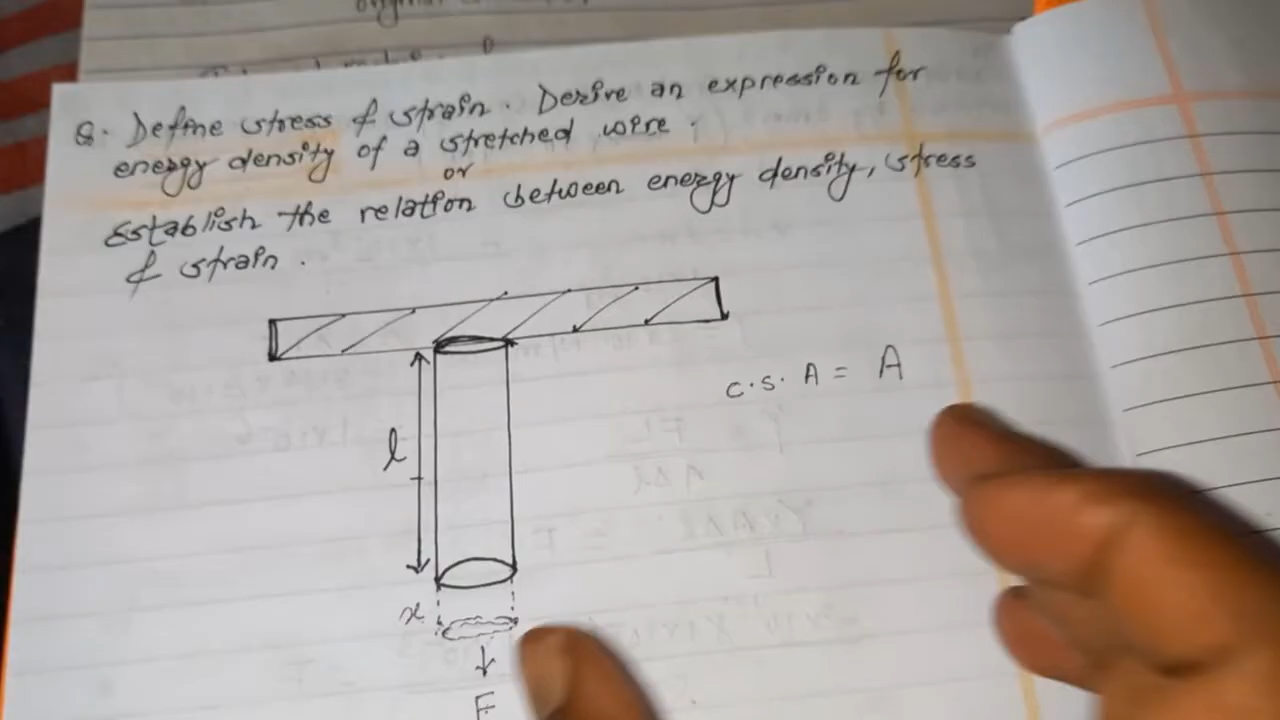 Q. Define stress & strain. Derive an expression for
energy density of a stretched wire.
or
Establish the relation between energy density, stress
& strain.
C.S. A = A
l
x
F